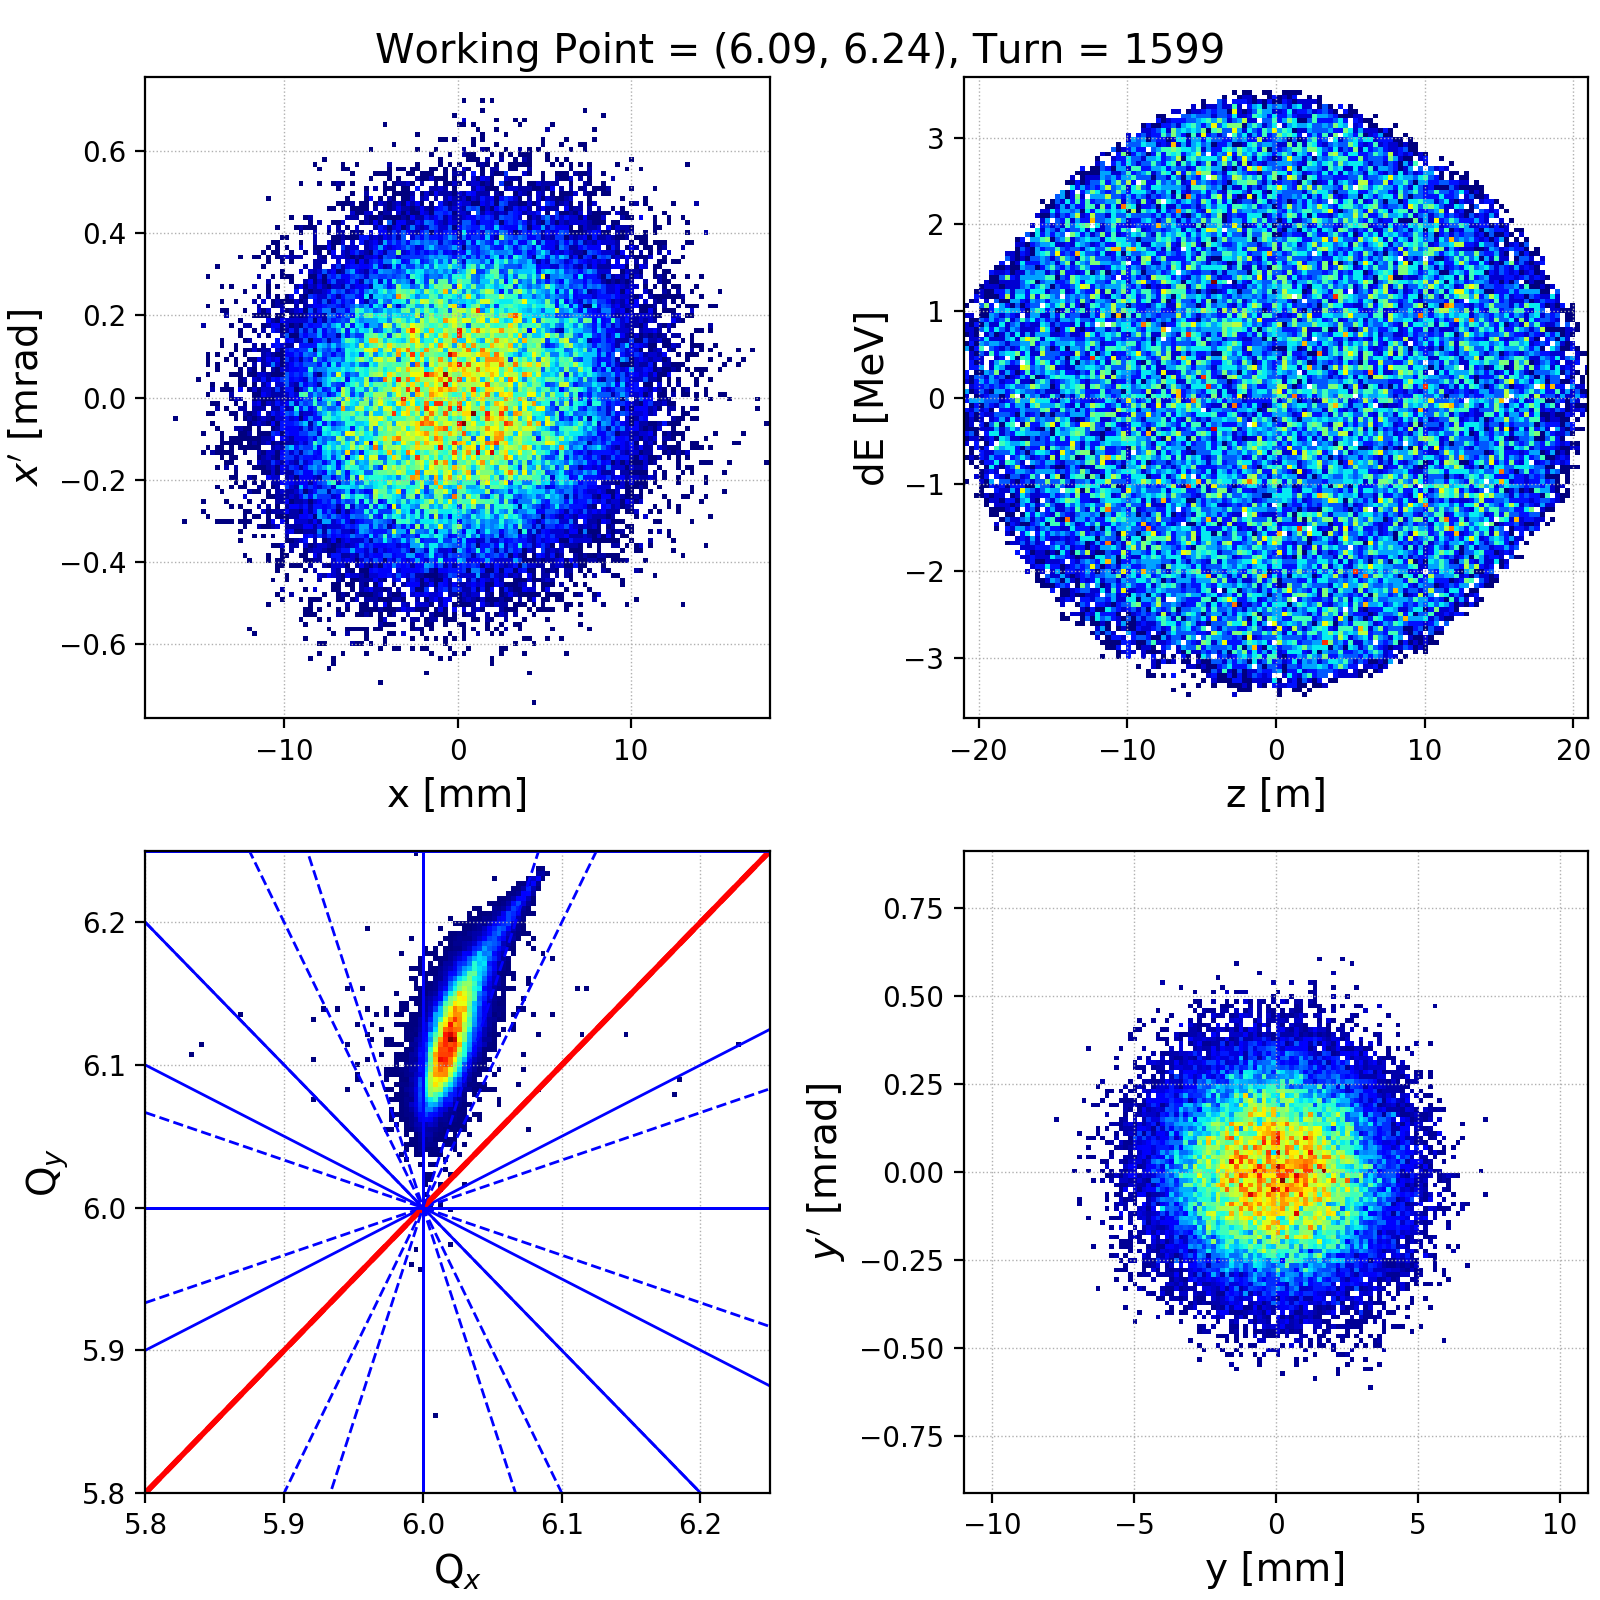 Working Point = (6.09, 6.24), Turn = 1599
0.6
0.4
0.2
0.0
−0.2
−0.4
−0.6
x′ [mrad]
−10 0 10
x [mm]
3
2
1
0
−1
−2
−3
dE [MeV]
−20 −10 0 10 20
z [m]
6.2
6.1
6.0
5.9
5.8
Qy
5.8 5.9 6.0 6.1 6.2
Qx
0.75
0.50
0.25
0.00
−0.25
−0.50
−0.75
y′ [mrad]
−10 −5 0 5 10
y [mm]